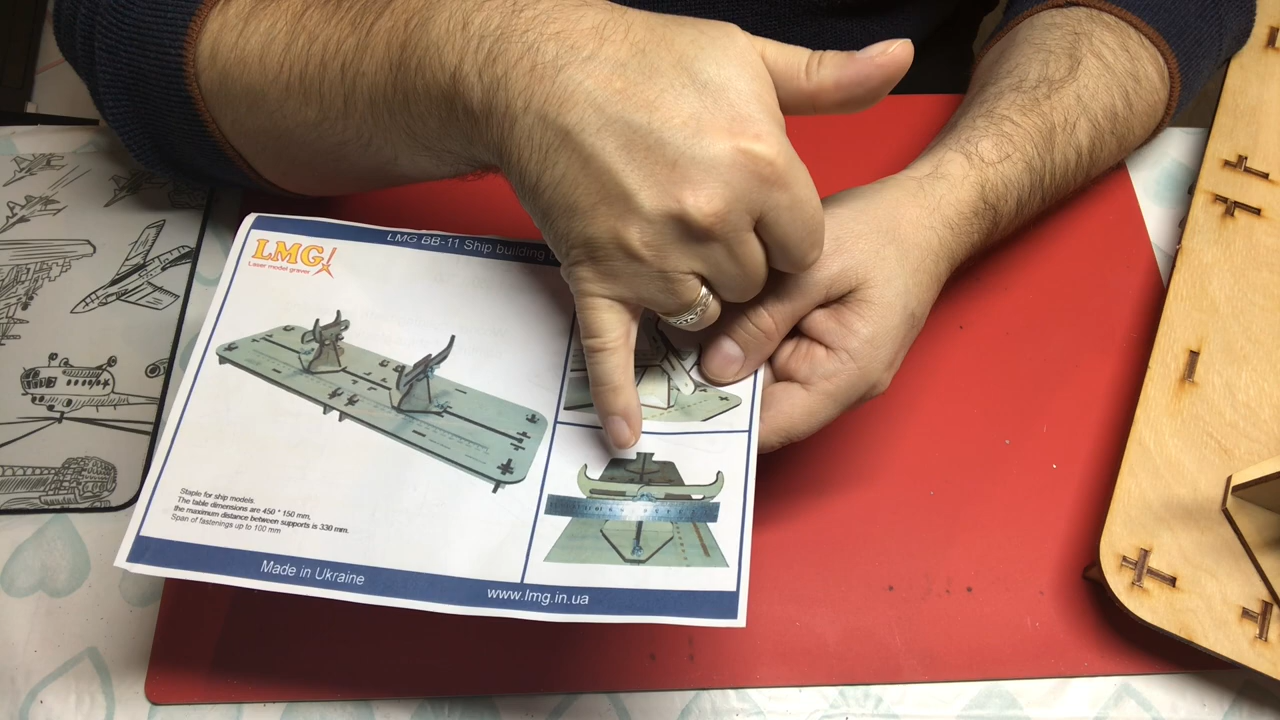 LMG BB-11 Ship building
LMG!
Laser model graver
Staple for ship models.
The table dimensions are 450 * 150 mm,
the maximum distance between supports is 330 mm.
Span of fastenings up to 100 mm
Made in Ukraine
www.lmg.in.ua